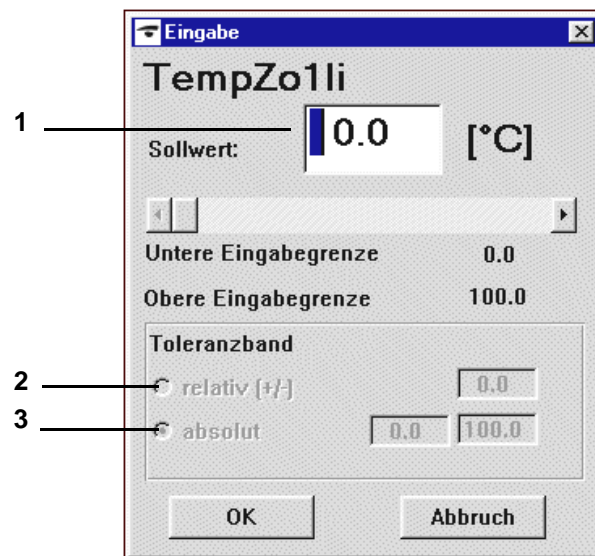 Eingabe
TempZo1li
1
Sollwert: 0.0 [°C]
Untere Eingabegrenze 0.0
Obere Eingabegrenze 100.0
Toleranzband
2 relativ (+/-) 0.0
3 absolut 0.0 100.0
OK Abbruch